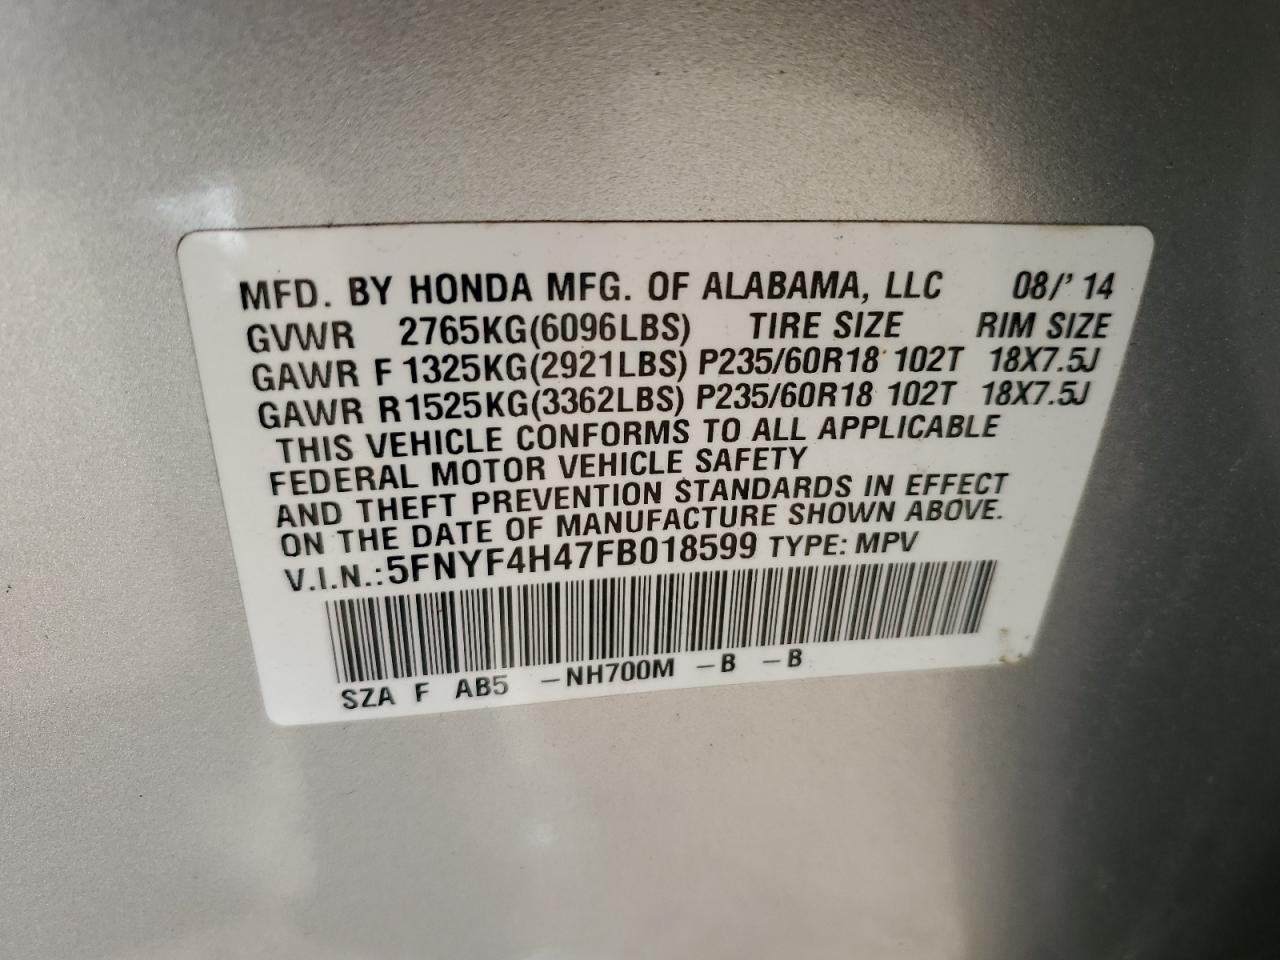 MFD. BY HONDA MFG. OF ALABAMA, LLC 08/' 14
GVWR 2765KG(6096LBS) TIRE SIZE RIM SIZE
GAWR F 1325KG(2921LBS) P235/60R18 102T 18X7.5J
GAWR R1525KG(3362LBS) P235/60R18 102T 18X7.5J
THIS VEHICLE CONFORMS TO ALL APPLICABLE
FEDERAL MOTOR VEHICLE SAFETY
AND THEFT PREVENTION STANDARDS IN EFFECT
ON THE DATE OF MANUFACTURE SHOWN ABOVE.
V.I.N.:5FNYF4H47FB018599 TYPE: MPV
SZA F AB5 -NH700M -B -B